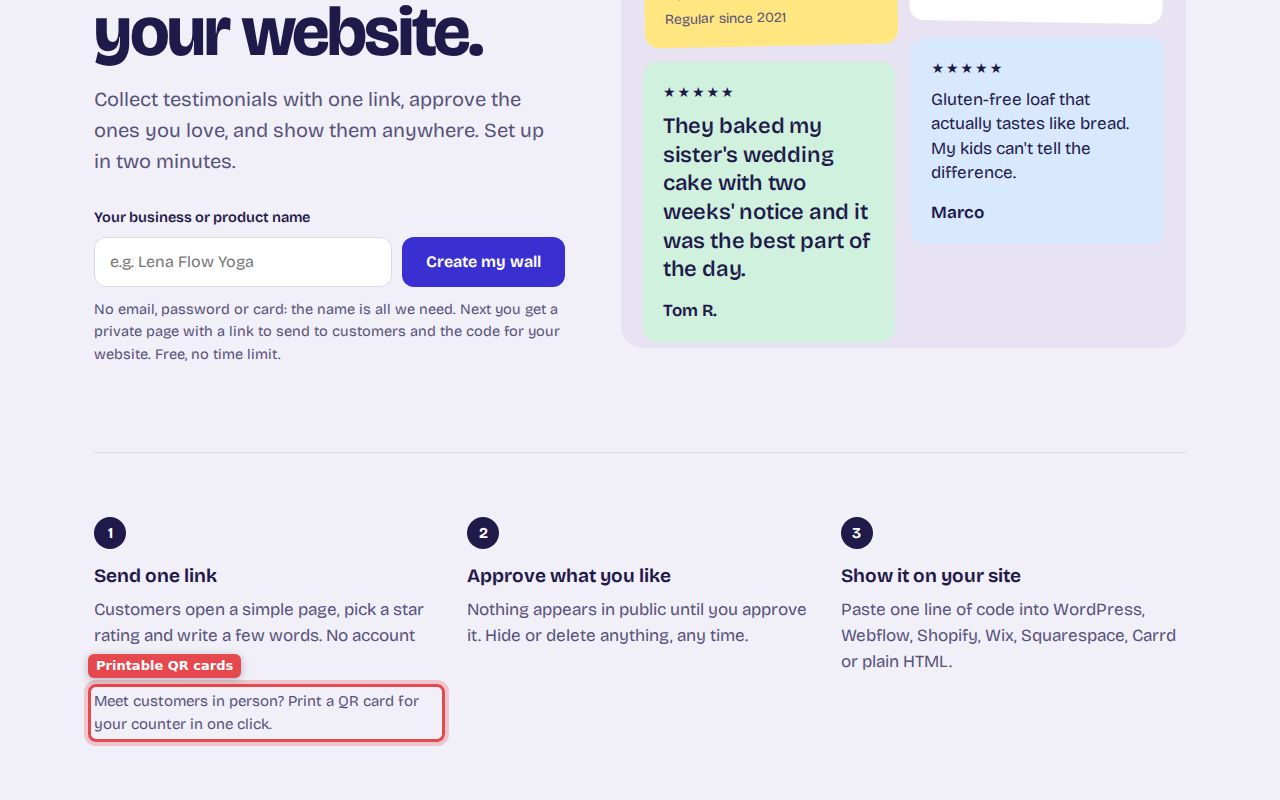 your website.
Collect testimonials with one link, approve the
ones you love, and show them anywhere. Set up
in two minutes.
Your business or product name
e.g. Lena Flow Yoga
Create my wall
No email, password or card: the name is all we need. Next you get a
private page with a link to send to customers and the code for your
website. Free, no time limit.
Regular since 2021
★★★★★
They baked my
sister's wedding
cake with two
weeks' notice and it
was the best part of
the day.
Tom R.
★★★★★
Gluten-free loaf that
actually tastes like bread.
My kids can't tell the
difference.
Marco
1
Send one link
Customers open a simple page, pick a star
rating and write a few words. No account
Printable QR cards
Meet customers in person? Print a QR card for
your counter in one click.
2
Approve what you like
Nothing appears in public until you approve
it. Hide or delete anything, any time.
3
Show it on your site
Paste one line of code into WordPress,
Webflow, Shopify, Wix, Squarespace, Carrd
or plain HTML.